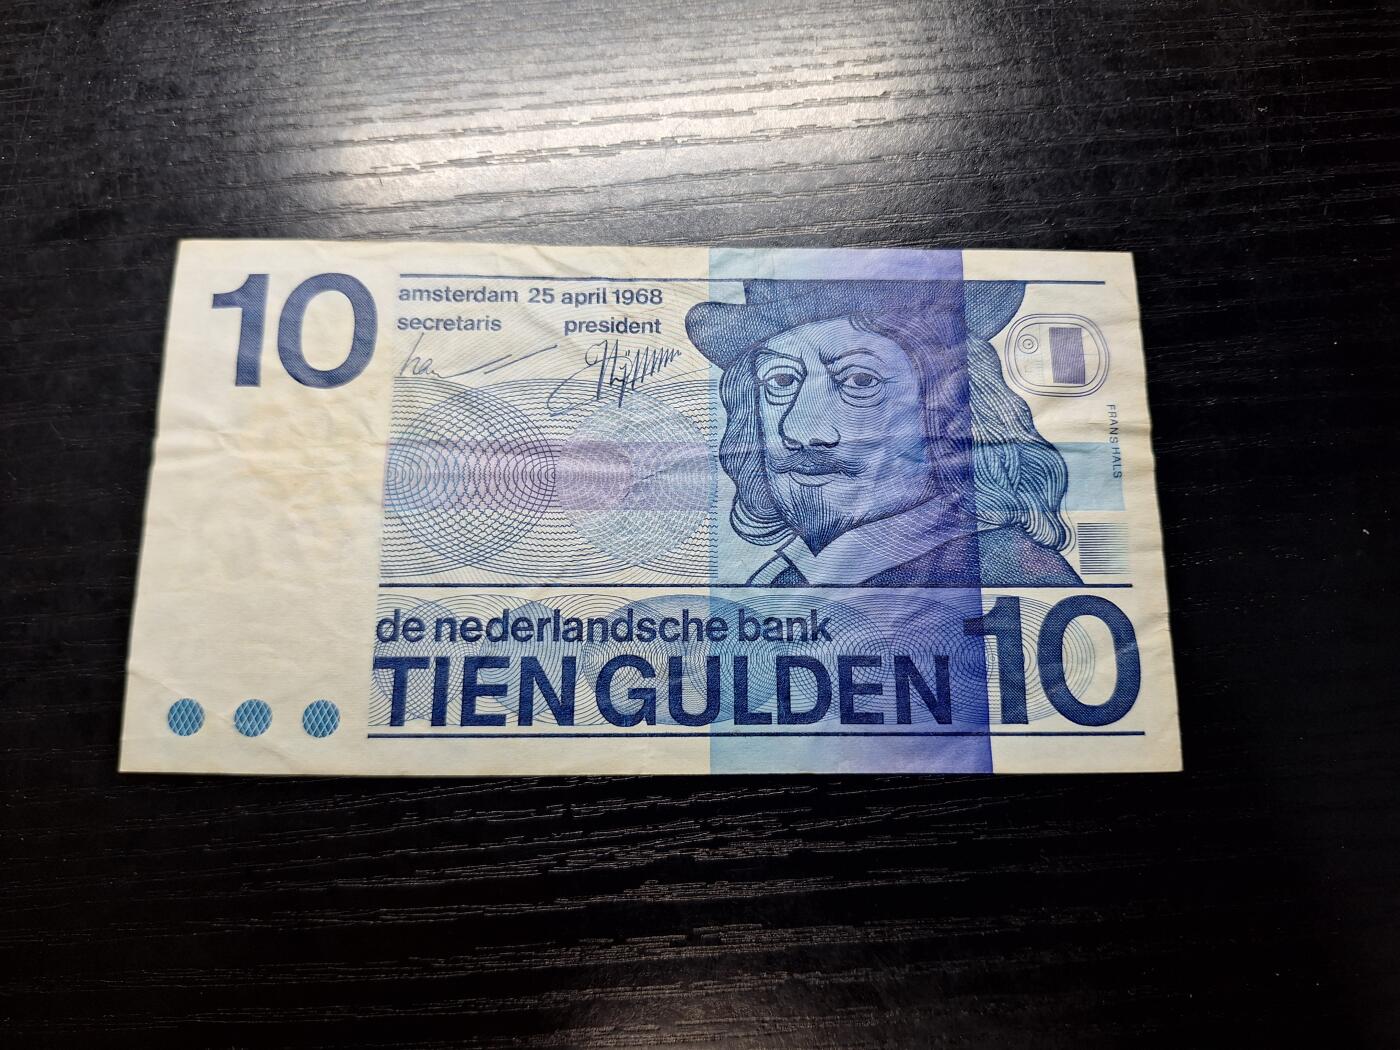 10
amsterdam 25 april 1968
secretaris president
FRANS HALS
de nederlandsche bank
TIEN GULDEN 10